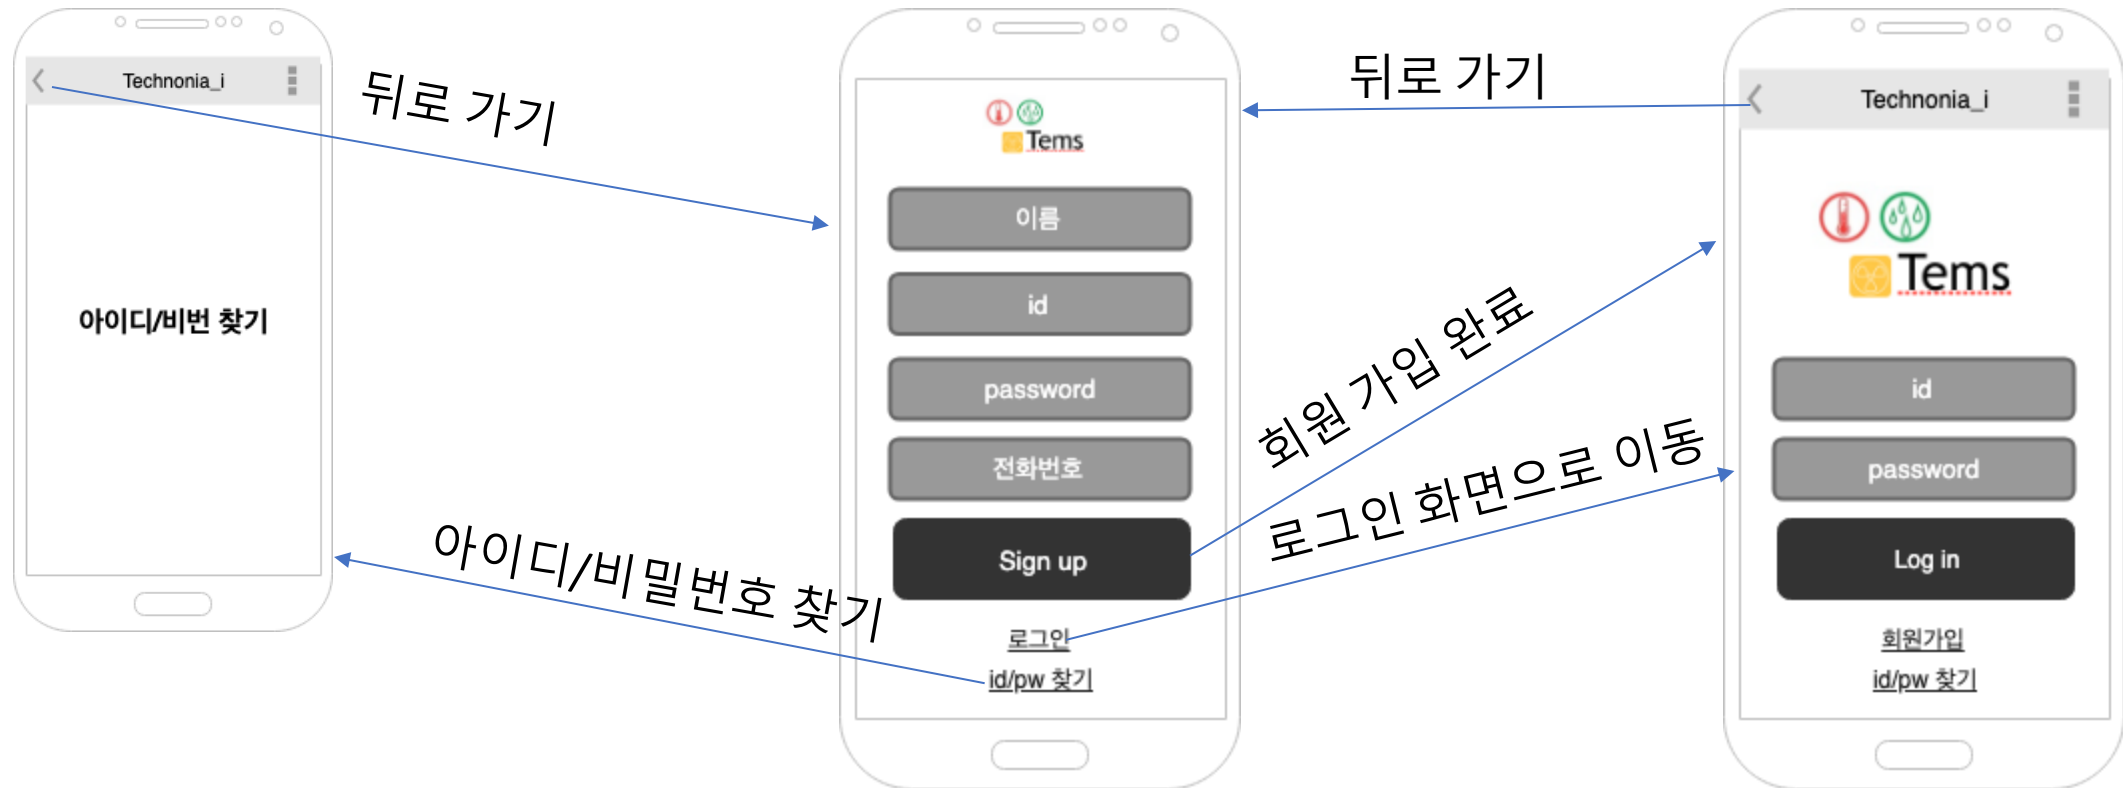 Technonia_i
아이디/비번 찾기
뒤로 가기
아이디/비밀번호 찾기
Tems
이름
id
password
전화번호
Sign up
로그인
id/pw 찾기
뒤로 가기
회원 가입 완료
로그인 화면으로 이동
Technonia_i
Tems
id
password
Log in
회원가입
id/pw 찾기